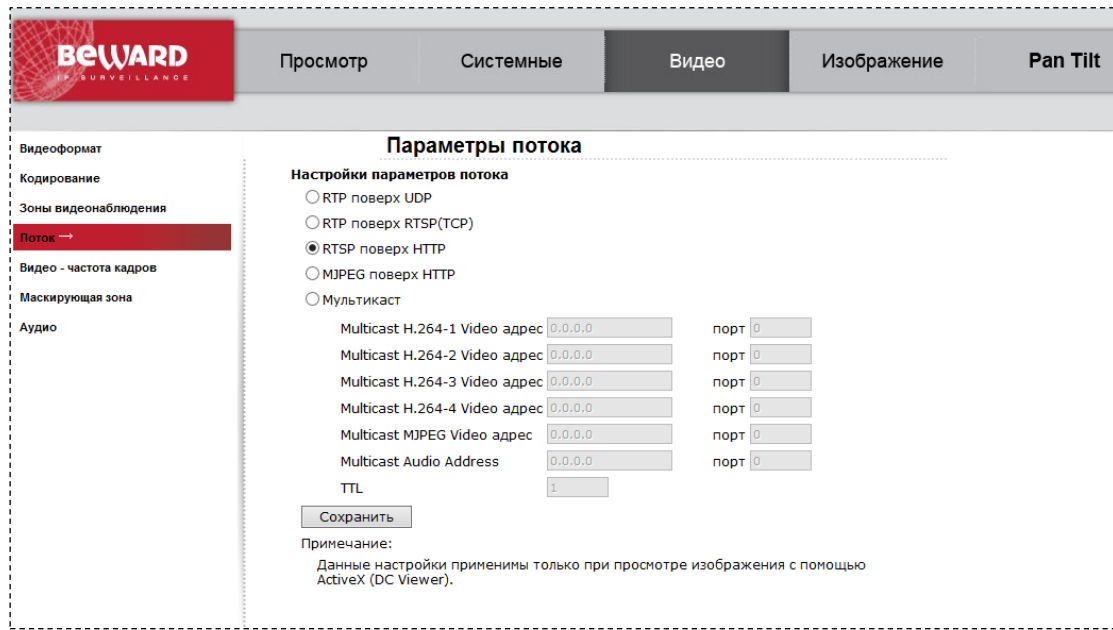 BEWARD
IP SURVEILLANCE
Просмотр
Системные
Видео
Изображение
Pan Tilt
Видеоформат
Кодирование
Зоны видеонаблюдения
Поток →
Видео - частота кадров
Маскирующая зона
Аудио
Параметры потока
Настройки параметров потока
RTP поверх UDP
RTP поверх RTSP(TCP)
RTSP поверх HTTP
MJPEG поверх HTTP
Мультикаст
Multicast H.264-1 Video адрес 0.0.0.0 порт 0
Multicast H.264-2 Video адрес 0.0.0.0 порт 0
Multicast H.264-3 Video адрес 0.0.0.0 порт 0
Multicast H.264-4 Video адрес 0.0.0.0 порт 0
Multicast MJPEG Video адрес 0.0.0.0 порт 0
Multicast Audio Address 0.0.0.0 порт 0
TTL 1
Сохранить
Примечание:
Данные настройки применимы только при просмотре изображения с помощью
ActiveX (DC Viewer).